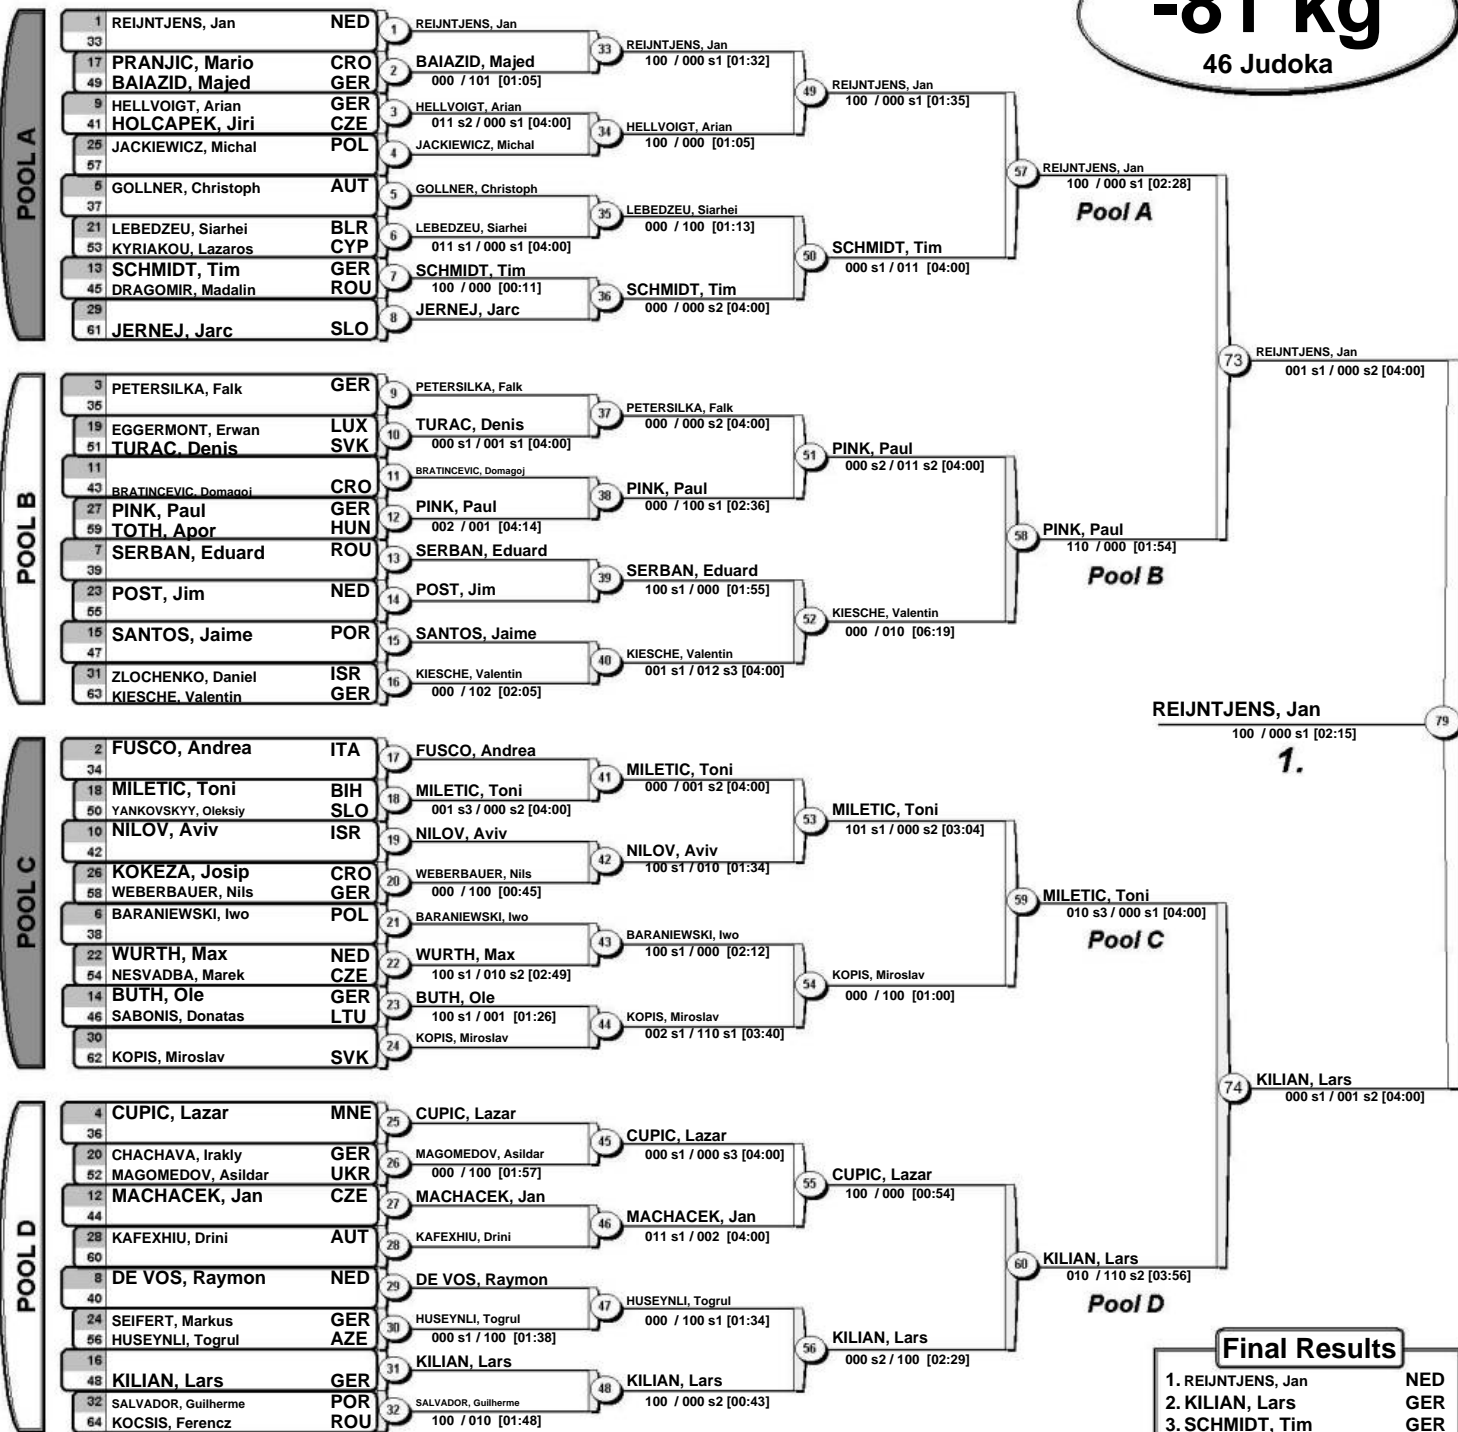 -81 kg
46 Judoka
POOL A
1 REIJNTJENS, Jan NED
33
17 PRANJIC, Mario CRO
49 BAIAZID, Majed GER
9 HELLVOIGT, Arian GER
41 HOLCAPEK, Jiri CZE
25 JACKIEWICZ, Michal POL
57
5 GOLLNER, Christoph AUT
37
21 LEBEDZEU, Siarhei BLR
53 KYRIAKOU, Lazaros CYP
13 SCHMIDT, Tim GER
45 DRAGOMIR, Madalin ROU
29
61 JERNEJ, Jarc SLO
1 REIJNTJENS, Jan
2 BAIAZID, Majed
000 / 101 [01:05]
3 HELLVOIGT, Arian
011 s2 / 000 s1 [04:00]
4 JACKIEWICZ, Michal
5 GOLLNER, Christoph
6 LEBEDZEU, Siarhei
011 s1 / 000 s1 [04:00]
7 SCHMIDT, Tim
100 / 000 [00:11]
8 JERNEJ, Jarc
33 REIJNTJENS, Jan
100 / 000 s1 [01:32]
34 HELLVOIGT, Arian
100 / 000 [01:05]
35 LEBEDZEU, Siarhei
000 / 100 [01:13]
36 SCHMIDT, Tim
000 / 000 s2 [04:00]
49 REIJNTJENS, Jan
100 / 000 s1 [01:35]
50 SCHMIDT, Tim
000 s1 / 011 [04:00]
57 REIJNTJENS, Jan
100 / 000 s1 [02:28]
Pool A
POOL B
3 PETERSILKA, Falk GER
35
19 EGGERMONT, Erwan LUX
51 TURAC, Denis SVK
11
43 BRATINCEVIC, Domagoj CRO
27 PINK, Paul GER
59 TOTH, Apor HUN
7 SERBAN, Eduard ROU
39
23 POST, Jim NED
55
15 SANTOS, Jaime POR
47
31 ZLOCHENKO, Daniel ISR
63 KIESCHE, Valentin GER
9 PETERSILKA, Falk
10 TURAC, Denis
000 s1 / 001 s1 [04:00]
11 BRATINCEVIC, Domagoj
12 PINK, Paul
002 / 001 [04:14]
13 SERBAN, Eduard
14 POST, Jim
15 SANTOS, Jaime
16 KIESCHE, Valentin
000 / 102 [02:05]
37 PETERSILKA, Falk
000 / 000 s2 [04:00]
38 PINK, Paul
000 / 100 s1 [02:36]
39 SERBAN, Eduard
100 s1 / 000 [01:55]
40 KIESCHE, Valentin
001 s1 / 012 s3 [04:00]
51 PINK, Paul
000 s2 / 011 s2 [04:00]
52 KIESCHE, Valentin
000 / 010 [06:19]
58 PINK, Paul
110 / 000 [01:54]
Pool B
73 REIJNTJENS, Jan
001 s1 / 000 s2 [04:00]
REIJNTJENS, Jan 79
100 / 000 s1 [02:15]
1.
POOL C
2 FUSCO, Andrea ITA
34
18 MILETIC, Toni BIH
50 YANKOVSKYY, Oleksiy SLO
10 NILOV, Aviv ISR
42
26 KOKEZA, Josip CRO
58 WEBERBAUER, Nils GER
6 BARANIEWSKI, Iwo POL
38
22 WURTH, Max NED
54 NESVADBA, Marek CZE
14 BUTH, Ole GER
46 SABONIS, Donatas LTU
30
62 KOPIS, Miroslav SVK
17 FUSCO, Andrea
18 MILETIC, Toni
001 s3 / 000 s2 [04:00]
19 NILOV, Aviv
20 WEBERBAUER, Nils
000 / 100 [00:45]
21 BARANIEWSKI, Iwo
22 WURTH, Max
100 s1 / 010 s2 [02:49]
23 BUTH, Ole
100 s1 / 001 [01:26]
24 KOPIS, Miroslav
41 MILETIC, Toni
000 / 001 s2 [04:00]
42 NILOV, Aviv
100 s1 / 010 [01:34]
43 BARANIEWSKI, Iwo
100 s1 / 000 [02:12]
44 KOPIS, Miroslav
002 s1 / 110 s1 [03:40]
53 MILETIC, Toni
101 s1 / 000 s2 [03:04]
54 KOPIS, Miroslav
000 / 100 [01:00]
59 MILETIC, Toni
010 s3 / 000 s1 [04:00]
Pool C
POOL D
4 CUPIC, Lazar MNE
36
20 CHACHAVA, Irakly GER
52 MAGOMEDOV, Asildar UKR
12 MACHACEK, Jan CZE
44
28 KAFEXHIU, Drini AUT
60
8 DE VOS, Raymon NED
40
24 SEIFERT, Markus GER
56 HUSEYNLI, Togrul AZE
16
48 KILIAN, Lars GER
32 SALVADOR, Guilherme POR
64 KOCSIS, Ferencz ROU
25 CUPIC, Lazar
26 MAGOMEDOV, Asildar
000 / 100 [01:57]
27 MACHACEK, Jan
28 KAFEXHIU, Drini
29 DE VOS, Raymon
30 HUSEYNLI, Togrul
000 s1 / 100 [01:38]
31 KILIAN, Lars
32 SALVADOR, Guilherme
100 / 010 [01:48]
45 CUPIC, Lazar
000 s1 / 000 s3 [04:00]
46 MACHACEK, Jan
011 s1 / 002 [04:00]
47 HUSEYNLI, Togrul
000 / 100 s1 [01:34]
48 KILIAN, Lars
100 / 000 s2 [00:43]
55 CUPIC, Lazar
100 / 000 [00:54]
56 KILIAN, Lars
000 s2 / 100 [02:29]
60 KILIAN, Lars
010 / 110 s2 [03:56]
Pool D
74 KILIAN, Lars
000 s1 / 001 s2 [04:00]
Final Results
1. REIJNTJENS, Jan NED
2. KILIAN, Lars GER
3. SCHMIDT, Tim GER